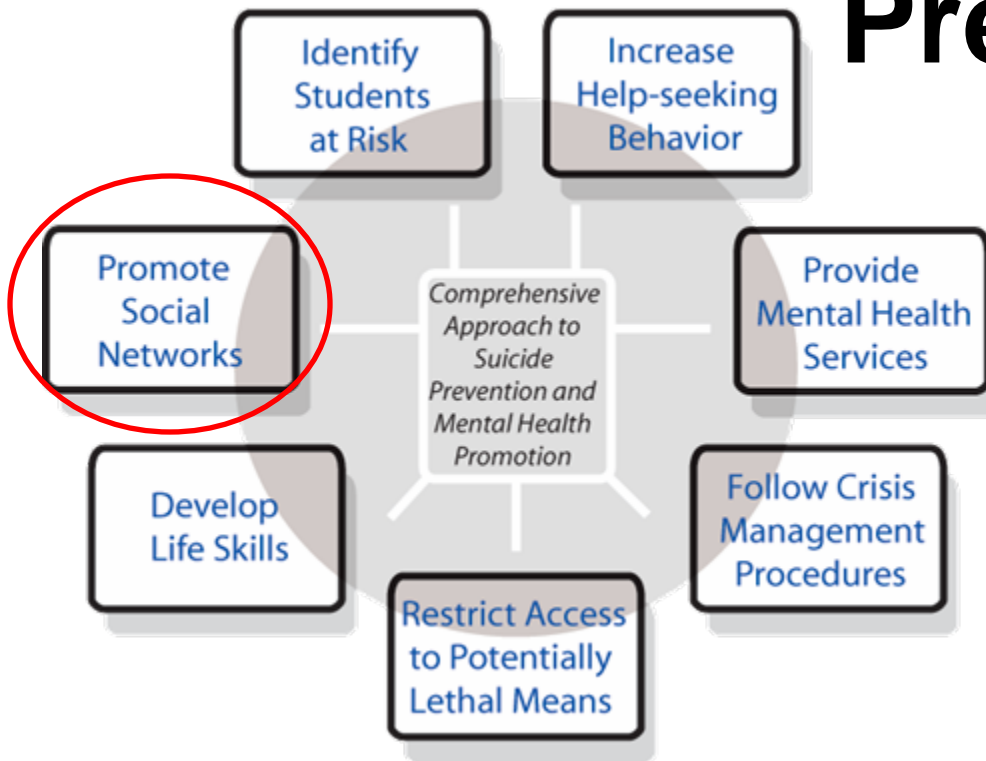 Identify
Students
at Risk
Increase
Help-seeking
Behavior
Promote
Social
Networks
Comprehensive
Approach to
Suicide
Prevention and
Mental Health
Promotion
Provide
Mental Health
Services
Develop
Life Skills
Follow Crisis
Management
Procedures
Restrict Access
to Potentially
Lethal Means